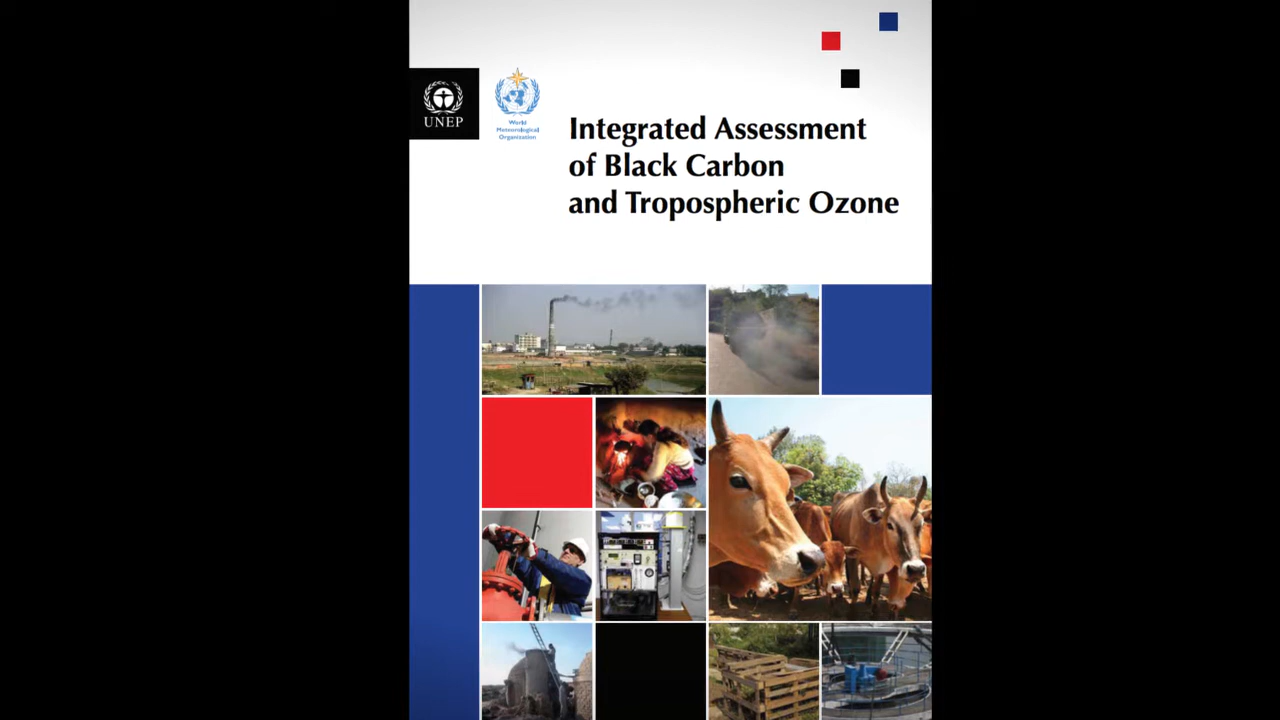 UNEP
World
Meteorological
Organization
Integrated Assessment
of Black Carbon
and Tropospheric Ozone